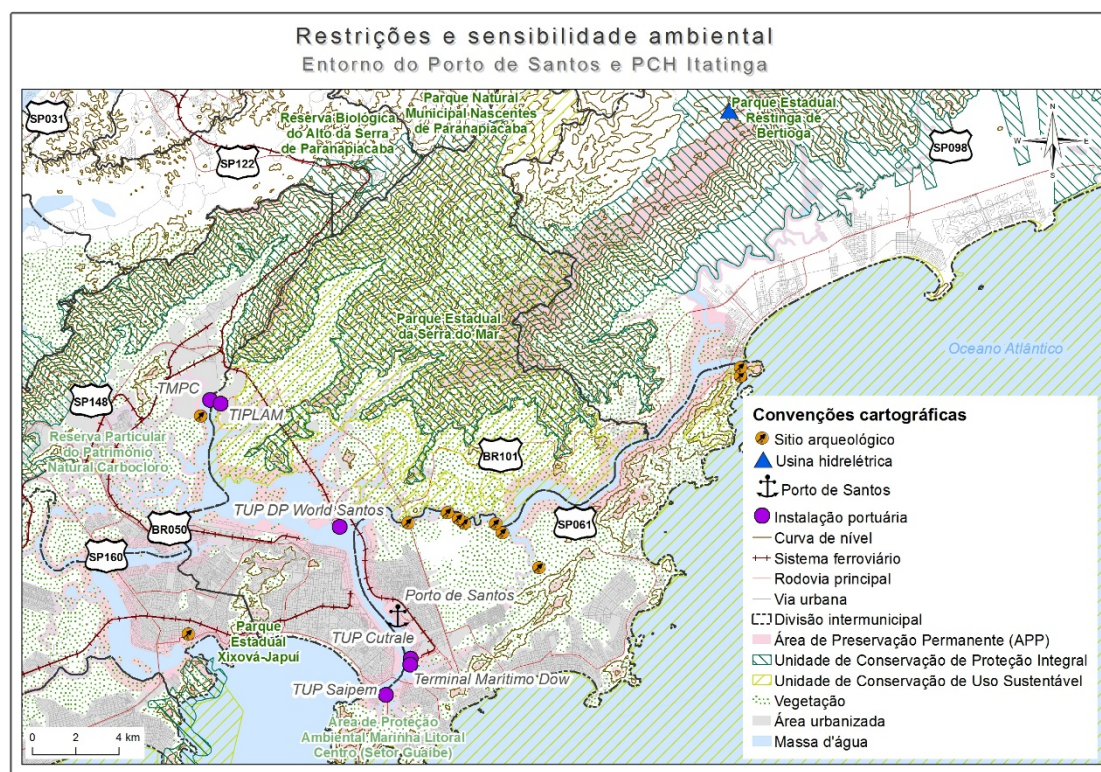 Restrições e sensibilidade ambiental
Entorno do Porto de Santos e PCH Itatinga
SP031
SP122
Reserva Biológica
do Alto da Serra
de Paranapiacaba
Parque Natural
Municipal Nascentes
de Paranapiacaba
Parque Estadual
Restinga de
Bertioga
SP098
N
W
E
S
Parque Estadual
da Serra do Mar
Oceano Atlântico
TMPC
TIPLAM
SP148
Reserva Particular
do Patrimônio
Natural Carbocloro
BR101
TUP DP World Santos
BR050
SP160
SP061
Porto de Santos
Parque
Estadual
Xixová-Japuí
TUP Cutrale
Terminal Marítimo Dow
TUP Saipem
Área de Proteção
Ambiental Marinha Litoral
Centro (Setor Guaíbe)
0 2 4 km
Convenções cartográficas
Sitio arqueológico
Usina hidrelétrica
Porto de Santos
Instalação portuária
Curva de nível
Sistema ferroviário
Rodovia principal
Via urbana
Divisão intermunicipal
Área de Preservação Permanente (APP)
Unidade de Conservação de Proteção Integral
Unidade de Conservação de Uso Sustentável
Vegetação
Área urbanizada
Massa d'água